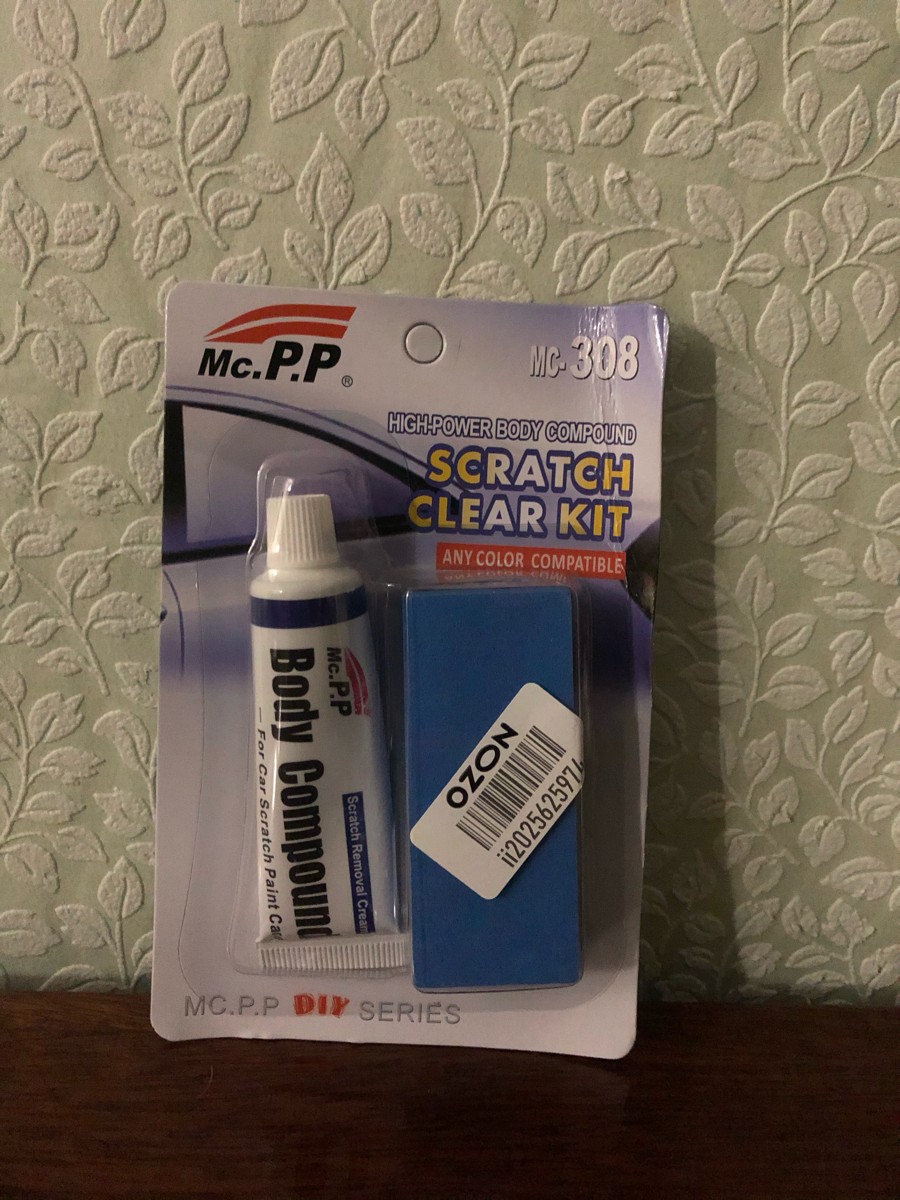 Mc.P.P ®
MC-308
HIGH-POWER BODY COMPOUND
SCRATCH
CLEAR KIT
ANY COLOR COMPATIBLE
Mc.P.P
Body Compound
— For Car Scratch Paint Car
Scratch Removal Cream
OZON
ii2025625974
MC.P.P DIY SERIES